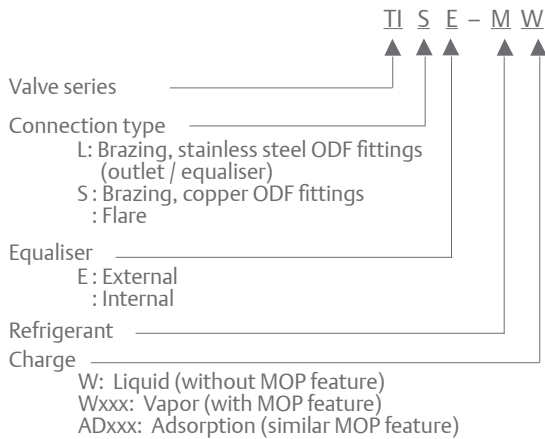 TI S E – M W
Valve series
Connection type
L: Brazing, stainless steel ODF fittings
(outlet / equaliser)
S : Brazing, copper ODF fittings
: Flare
Equaliser
E : External
: Internal
Refrigerant
Charge
W: Liquid (without MOP feature)
Wxxx: Vapor (with MOP feature)
ADxxx: Adsorption (similar MOP feature)